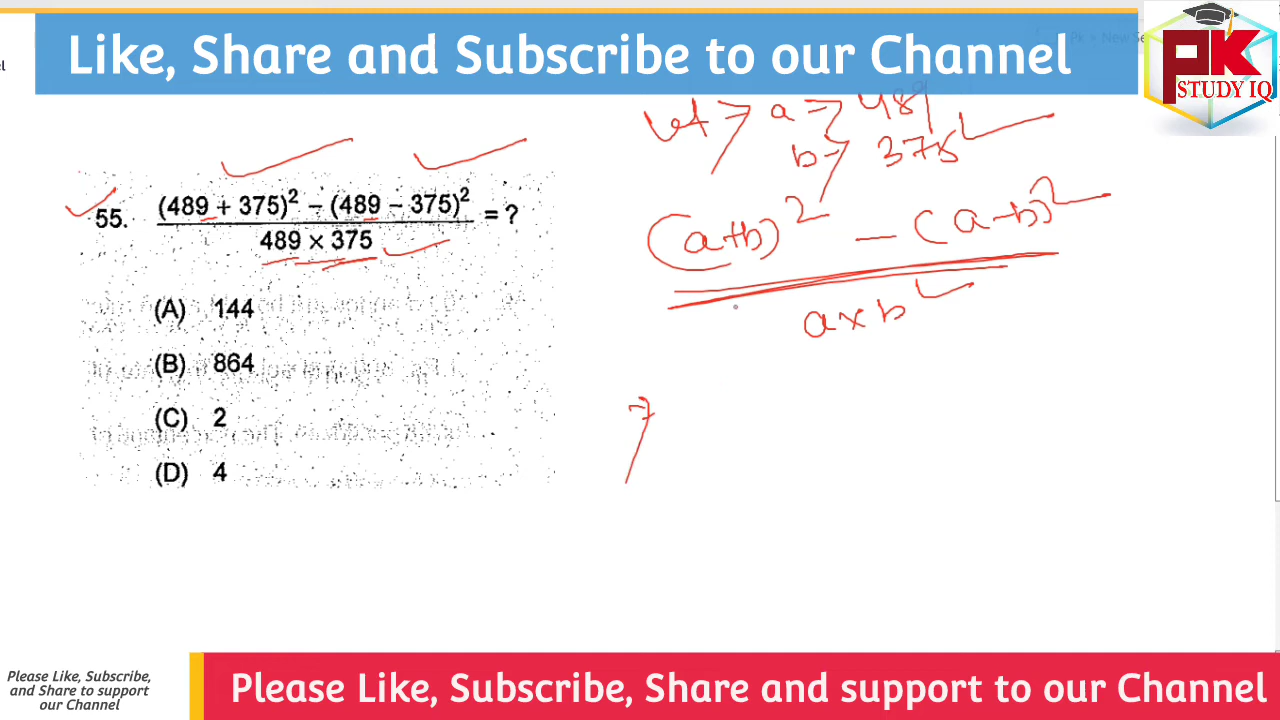 Like, Share and Subscribe to our Channel
PK
STUDY IQ
el
let a = 489
b = 375
55. (489 + 375)² − (489 − 375)²
489 × 375
= ?
(a+b)² − (a−b)²
a×b
(A) 144
(B) 864
(C) 2
(D) 4
Please Like, Subscribe,
and Share to support
our Channel
Please Like, Subscribe, Share and support to our Channel